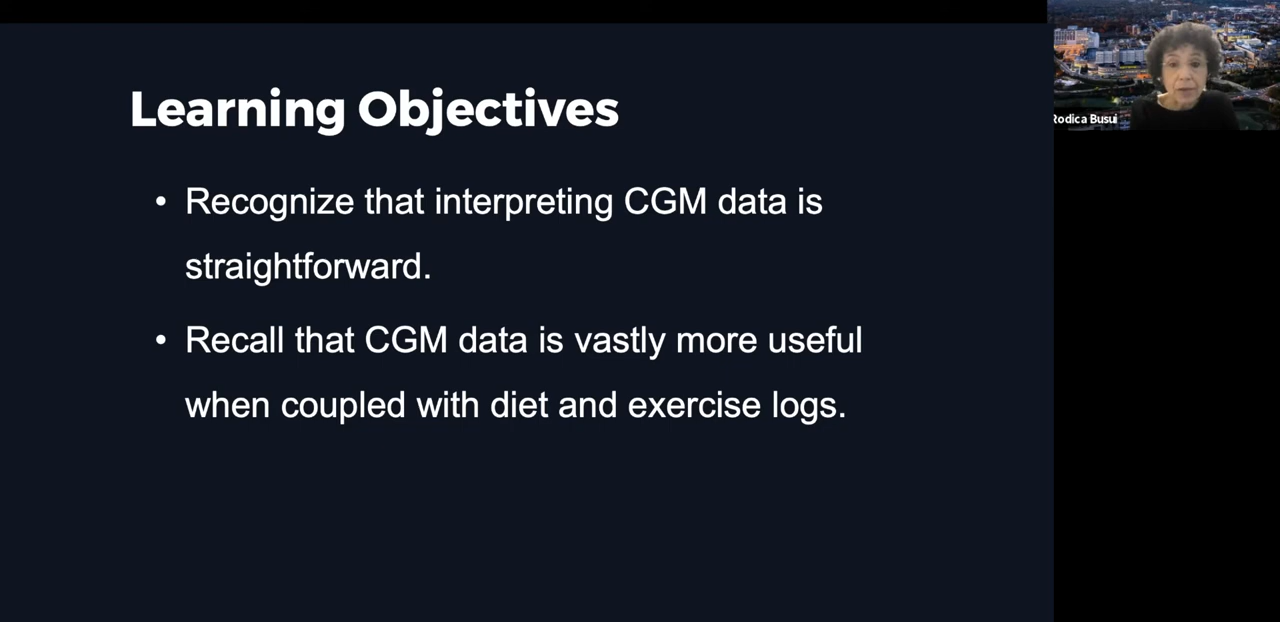 Learning Objectives
• Recognize that interpreting CGM data is
straightforward.
• Recall that CGM data is vastly more useful
when coupled with diet and exercise logs.
Rodica Busui